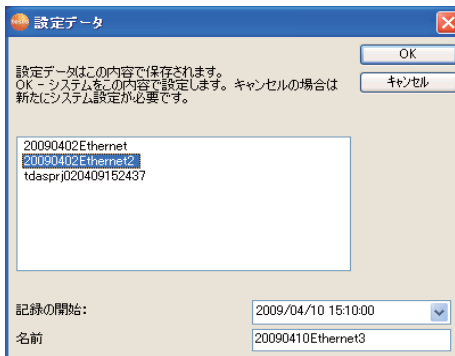 設定データ
OK
キャンセル
設定データはこの内容で保存されます。
OK - システムをこの内容で設定します。キャンセルの場合は
新たにシステム設定が必要です。
20090402Ethernet
20090402Ethernet2
tdasprj020409152437
記録の開始: 2009/04/10 15:10:00
名前 20090410Ethernet3